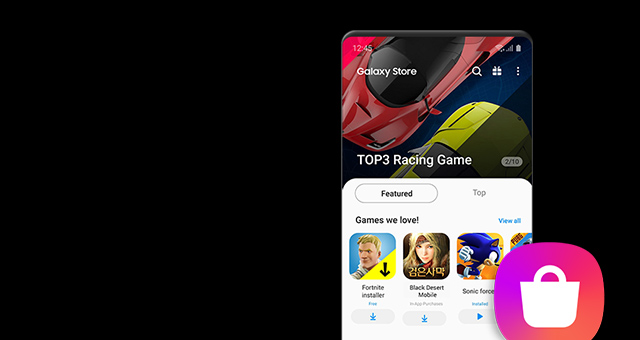 12:45
Galaxy Store
TOP3 Racing Game
2/10
Featured
Top
Games we love!
View all
검은사막
PUBG
Fortnite
installer
Black Desert
Mobile
Sonic force
Free
In-App Purchases
Installed